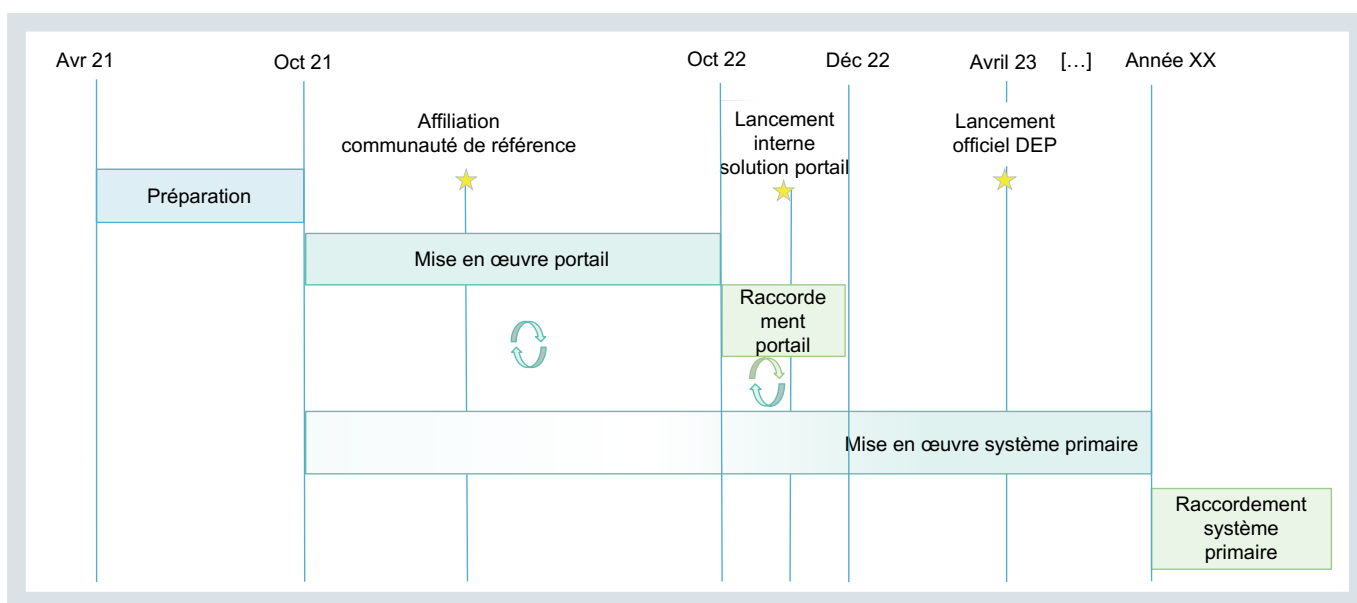 Avr 21
Oct 21
Oct 22
Déc 22
Avril 23
[…]
Année XX
Affiliation
communauté de référence
Lancement
interne
solution portail
Lancement
officiel DEP
Préparation
Mise en œuvre portail
Raccorde
ment
portail
Mise en œuvre système primaire
Raccordement
système
primaire